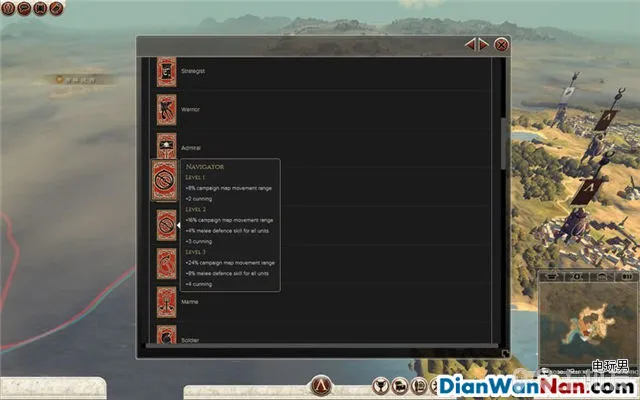 Strategist
Warrior
Admiral
NAVIGATOR
LEVEL 1
+8% campaign map movement range
+2 cunning
LEVEL 2
+16% campaign map movement range
+4% melee defence skill for all units
+3 cunning
LEVEL 3
+24% campaign map movement range
+8% melee defence skill for all units
+4 cunning
Marine
Soldier
电玩男
DianWanNan.com